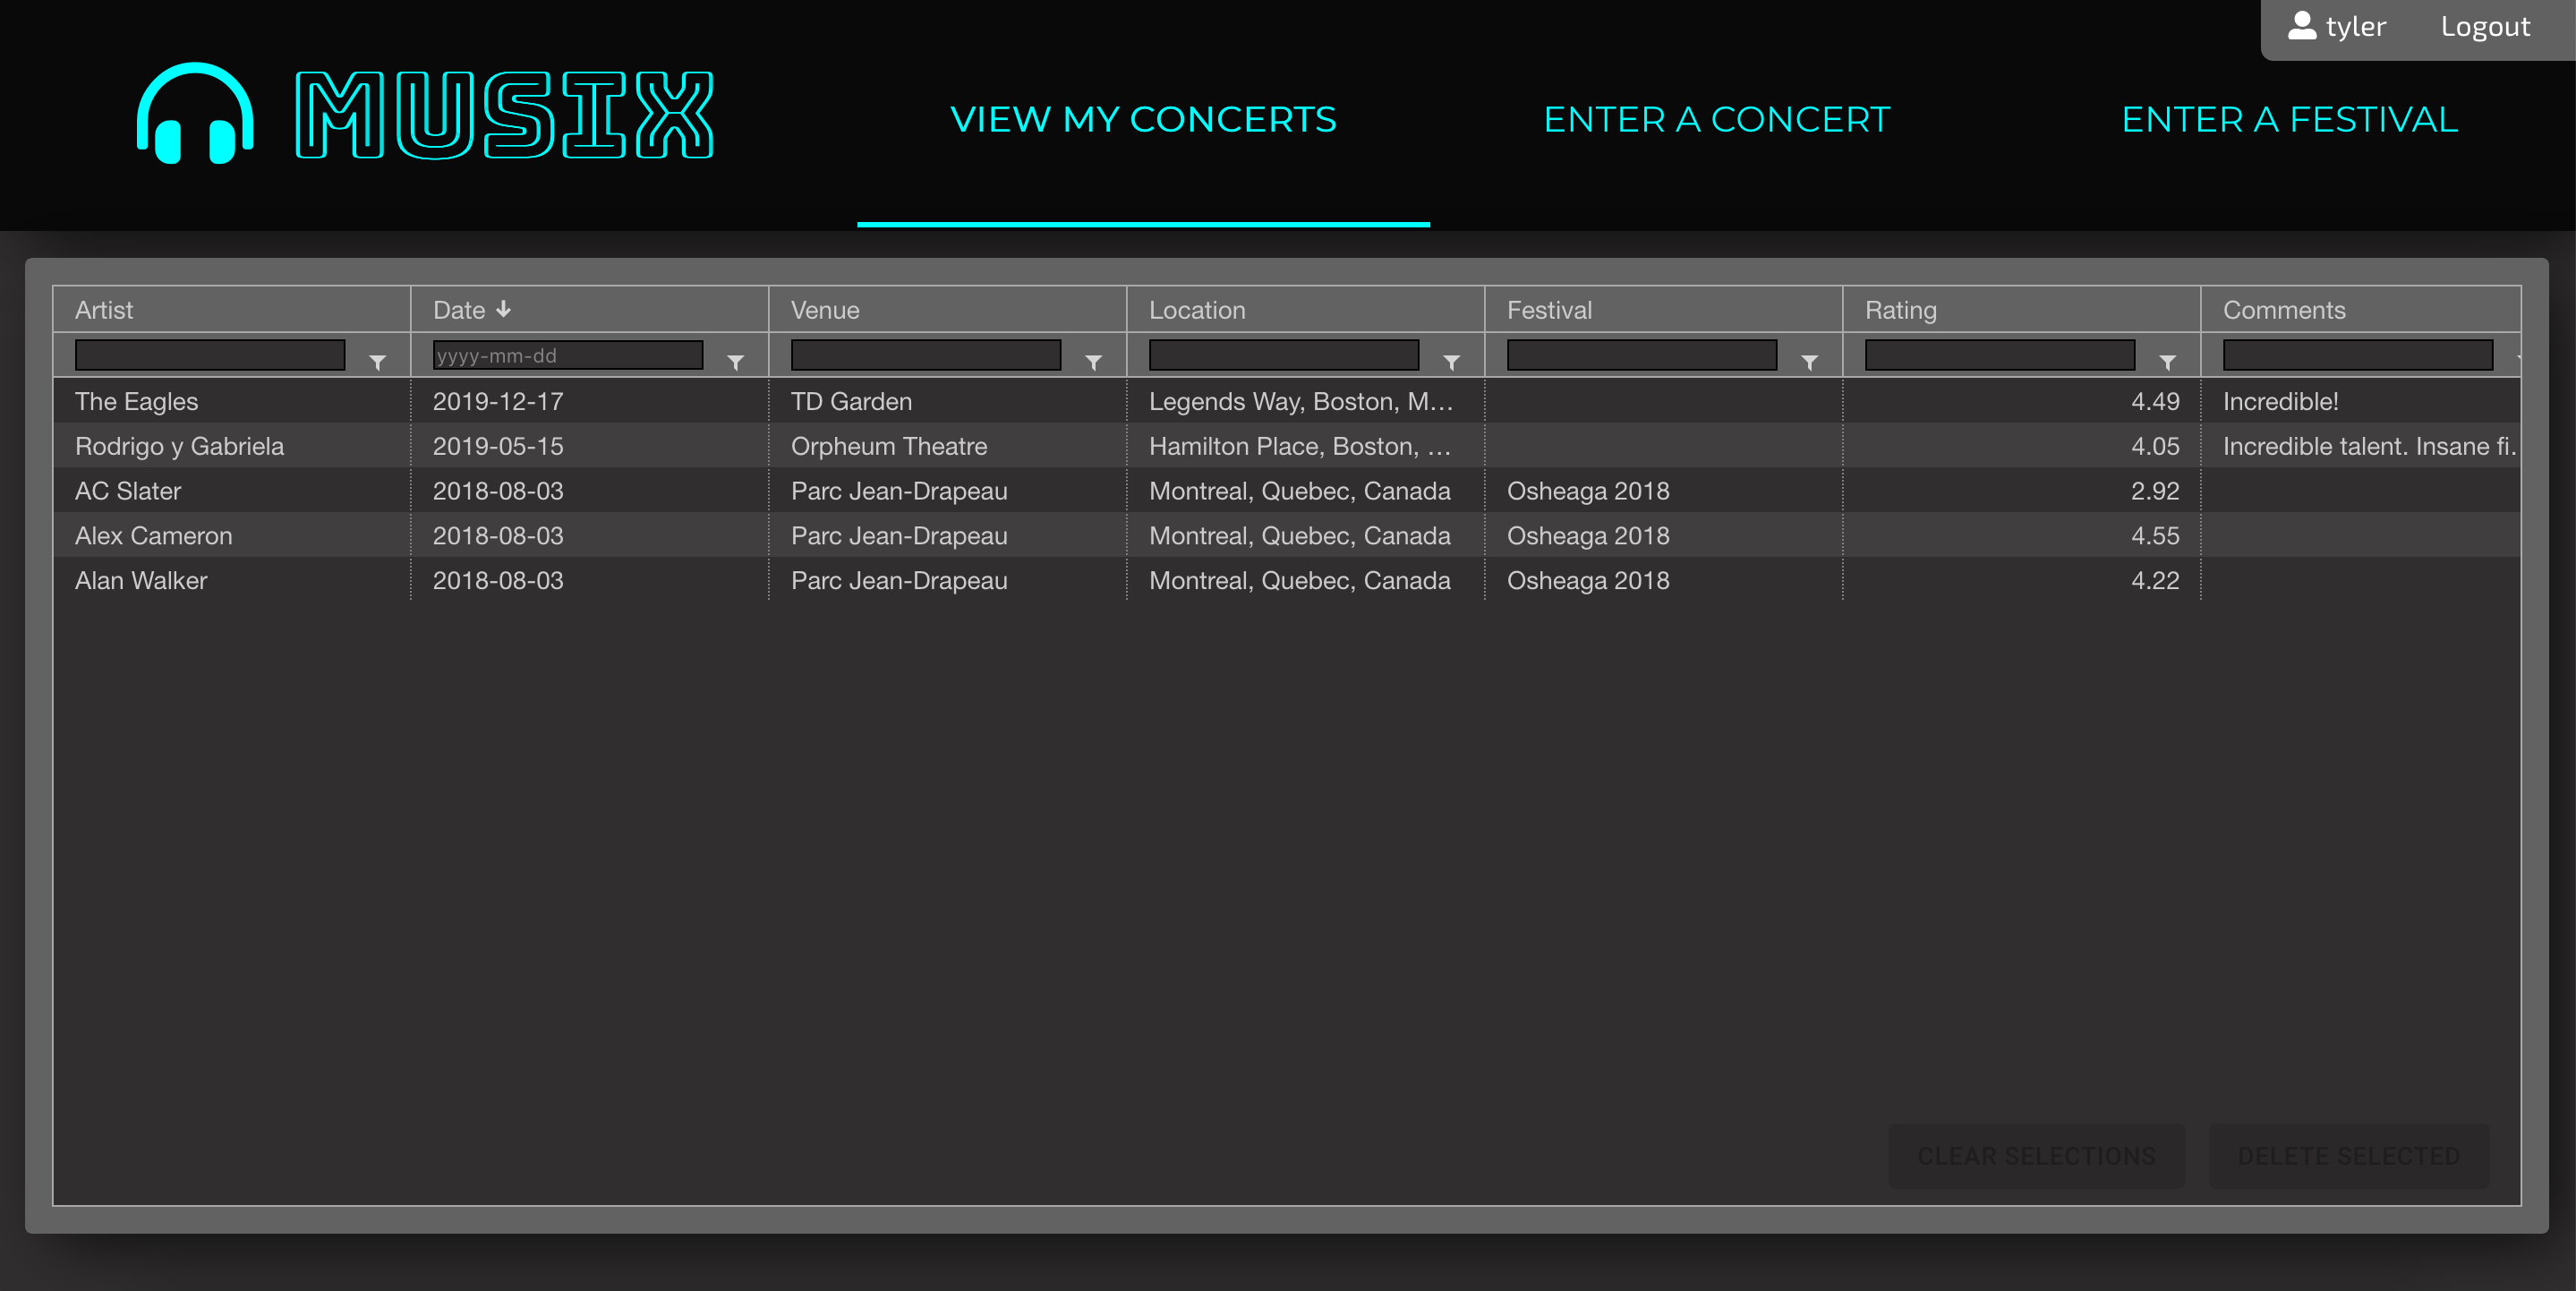 tyler Logout
MUSIX VIEW MY CONCERTS ENTER A CONCERT ENTER A FESTIVAL
Artist Date Venue Location Festival Rating Comments
yyyy-mm-dd
The Eagles 2019-12-17 TD Garden Legends Way, Boston, M... 4.49 Incredible!
Rodrigo y Gabriela 2019-05-15 Orpheum Theatre Hamilton Place, Boston, ... 4.05 Incredible talent. Insane fi.
AC Slater 2018-08-03 Parc Jean-Drapeau Montreal, Quebec, Canada Osheaga 2018 2.92
Alex Cameron 2018-08-03 Parc Jean-Drapeau Montreal, Quebec, Canada Osheaga 2018 4.55
Alan Walker 2018-08-03 Parc Jean-Drapeau Montreal, Quebec, Canada Osheaga 2018 4.22
CLEAR SELECTIONS DELETE SELECTED